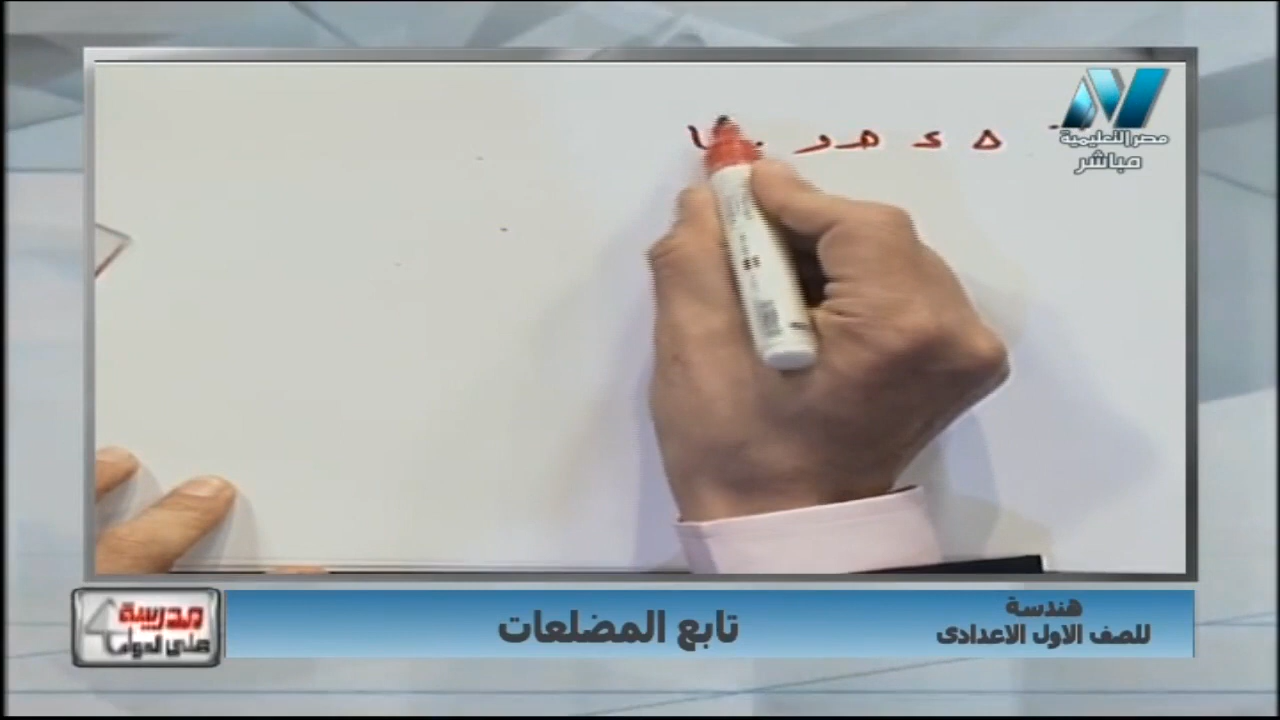 مصر التعليمية
مباشر
∆ ء هـ و
هندسة
للصف الاول الاعدادى
تابع المضلعات
مدرسة
على الهواء